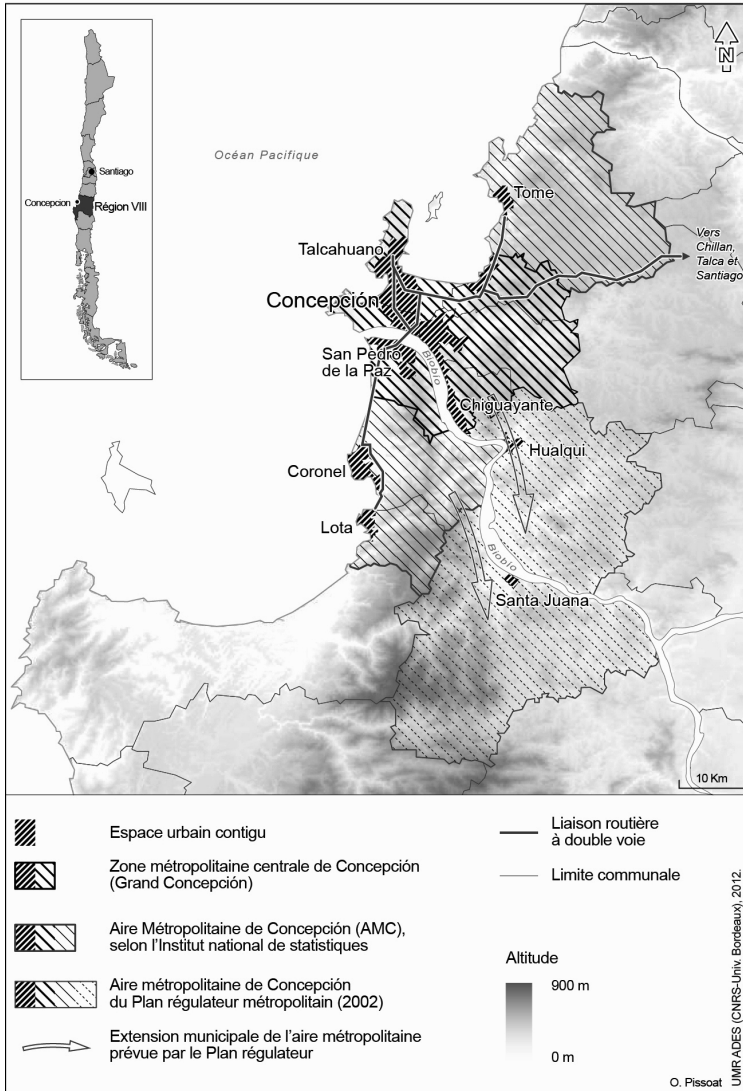 N
Océan Pacifique
Santiago
Concepcion
Région VIII
Tomé
Talcahuano
Vers
Chillan,
Talca et
Santiago
Concepción
San Pedro
de la Paz
Biobio
Chiguayante
Hualqui
Coronel
Lota
Biobio
Santa Juana
10 Km
Espace urbain contigu
Zone métropolitaine centrale de Concepción
(Grand Concepción)
Aire Métropolitaine de Concepción (AMC),
selon l'Institut national de statistiques
Aire métropolitaine de Concepción
du Plan régulateur métropolitain (2002)
Extension municipale de l'aire métropolitaine
prévue par le Plan régulateur
Liaison routière
à double voie
Limite communale
Altitude
900 m
0 m
O. Pissoat
UMR ADES (CNRS-Univ. Bordeaux), 2012.